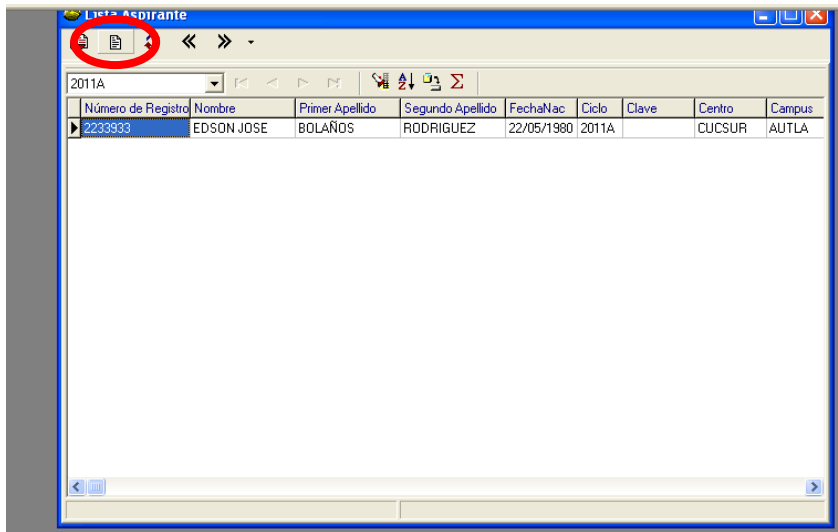 Lista Aspirante
2011A
Número de Registro Nombre Primer Apellido Segundo Apellido FechaNac Ciclo Clave Centro Campus
2233933 EDSON JOSE BOLAÑOS RODRIGUEZ 22/05/1980 2011A CUCSUR AUTLA